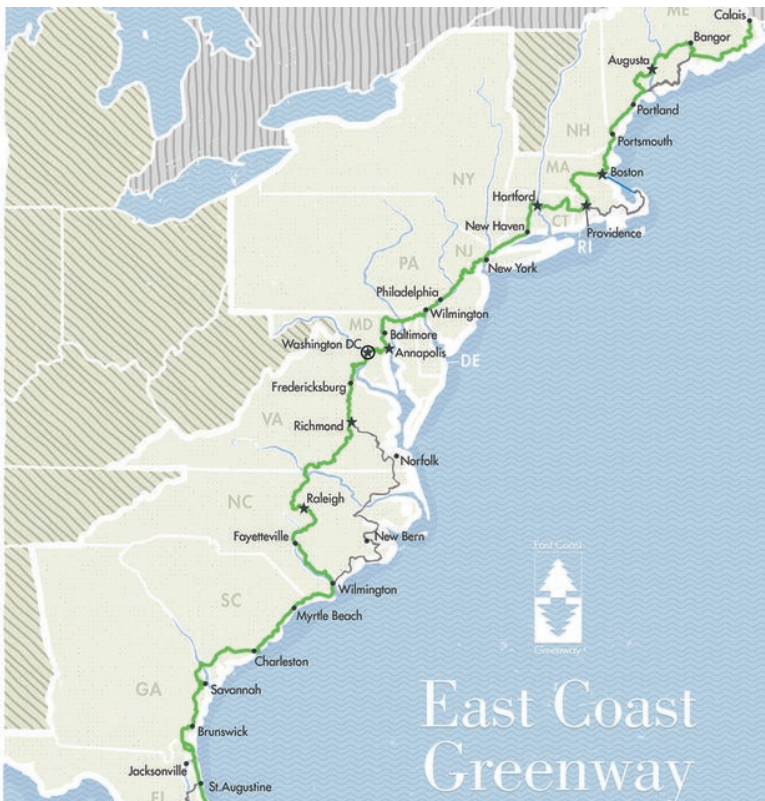 ME
Calais
Bangor
Augusta
Portland
NH
Portsmouth
MA
Boston
NY
Hartford
CT
New Haven
Providence
RI
NJ
PA
New York
Philadelphia
Wilmington
MD
Baltimore
Washington DC
Annapolis
DE
Fredericksburg
VA
Richmond
Norfolk
NC
Raleigh
Fayetteville
New Bern
East Coast
Greenway
Wilmington
SC
Myrtle Beach
Charleston
GA
Savannah
East Coast
Greenway
Brunswick
Jacksonville
St.Augustine
FL